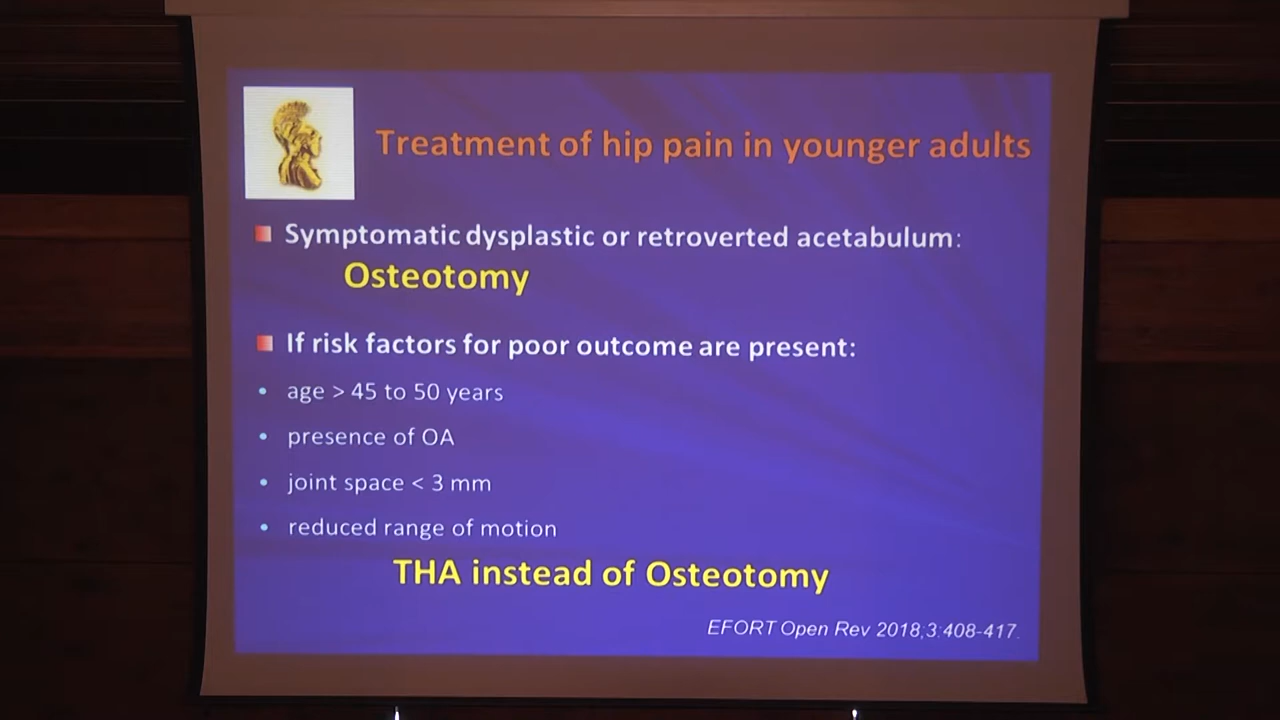 Treatment of hip pain in younger adults
Symptomatic dysplastic or retroverted acetabulum:
Osteotomy
If risk factors for poor outcome are present:
• age > 45 to 50 years
• presence of OA
• joint space < 3 mm
• reduced range of motion
THA instead of Osteotomy
EFORT Open Rev 2018;3:408-417.